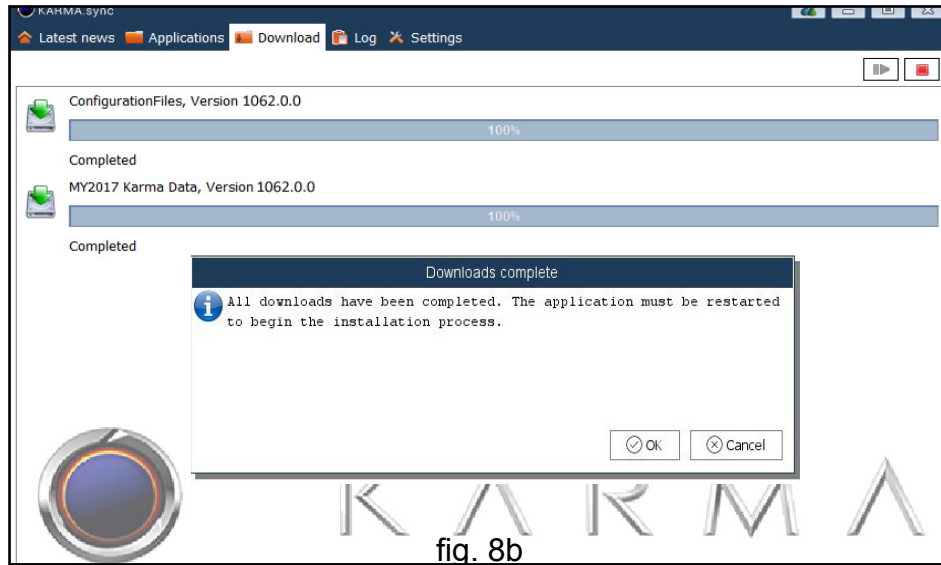 KARMA.sync
Latest news Applications Download Log Settings
ConfigurationFiles, Version 1062.0.0
100%
Completed
MY2017 Karma Data, Version 1062.0.0
100%
Completed
Downloads complete
All downloads have been completed. The application must be restarted
to begin the installation process.
OK Cancel
KARMA
fig. 8b